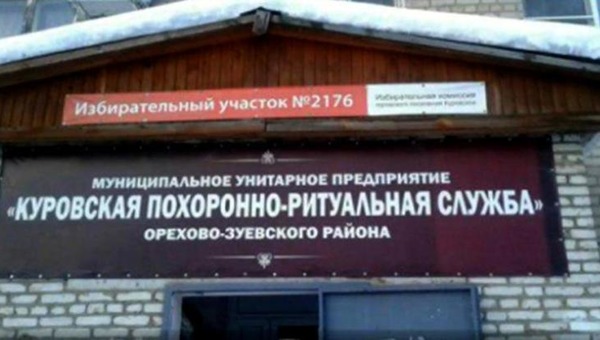 Избирательный участок №2176
Избирательная комиссия
городского поселения Куровское
МУНИЦИПАЛЬНОЕ УНИТАРНОЕ ПРЕДПРИЯТИЕ
«КУРОВСКАЯ ПОХОРОННО-РИТУАЛЬНАЯ СЛУЖБА»
ОРЕХОВО-ЗУЕВСКОГО РАЙОНА